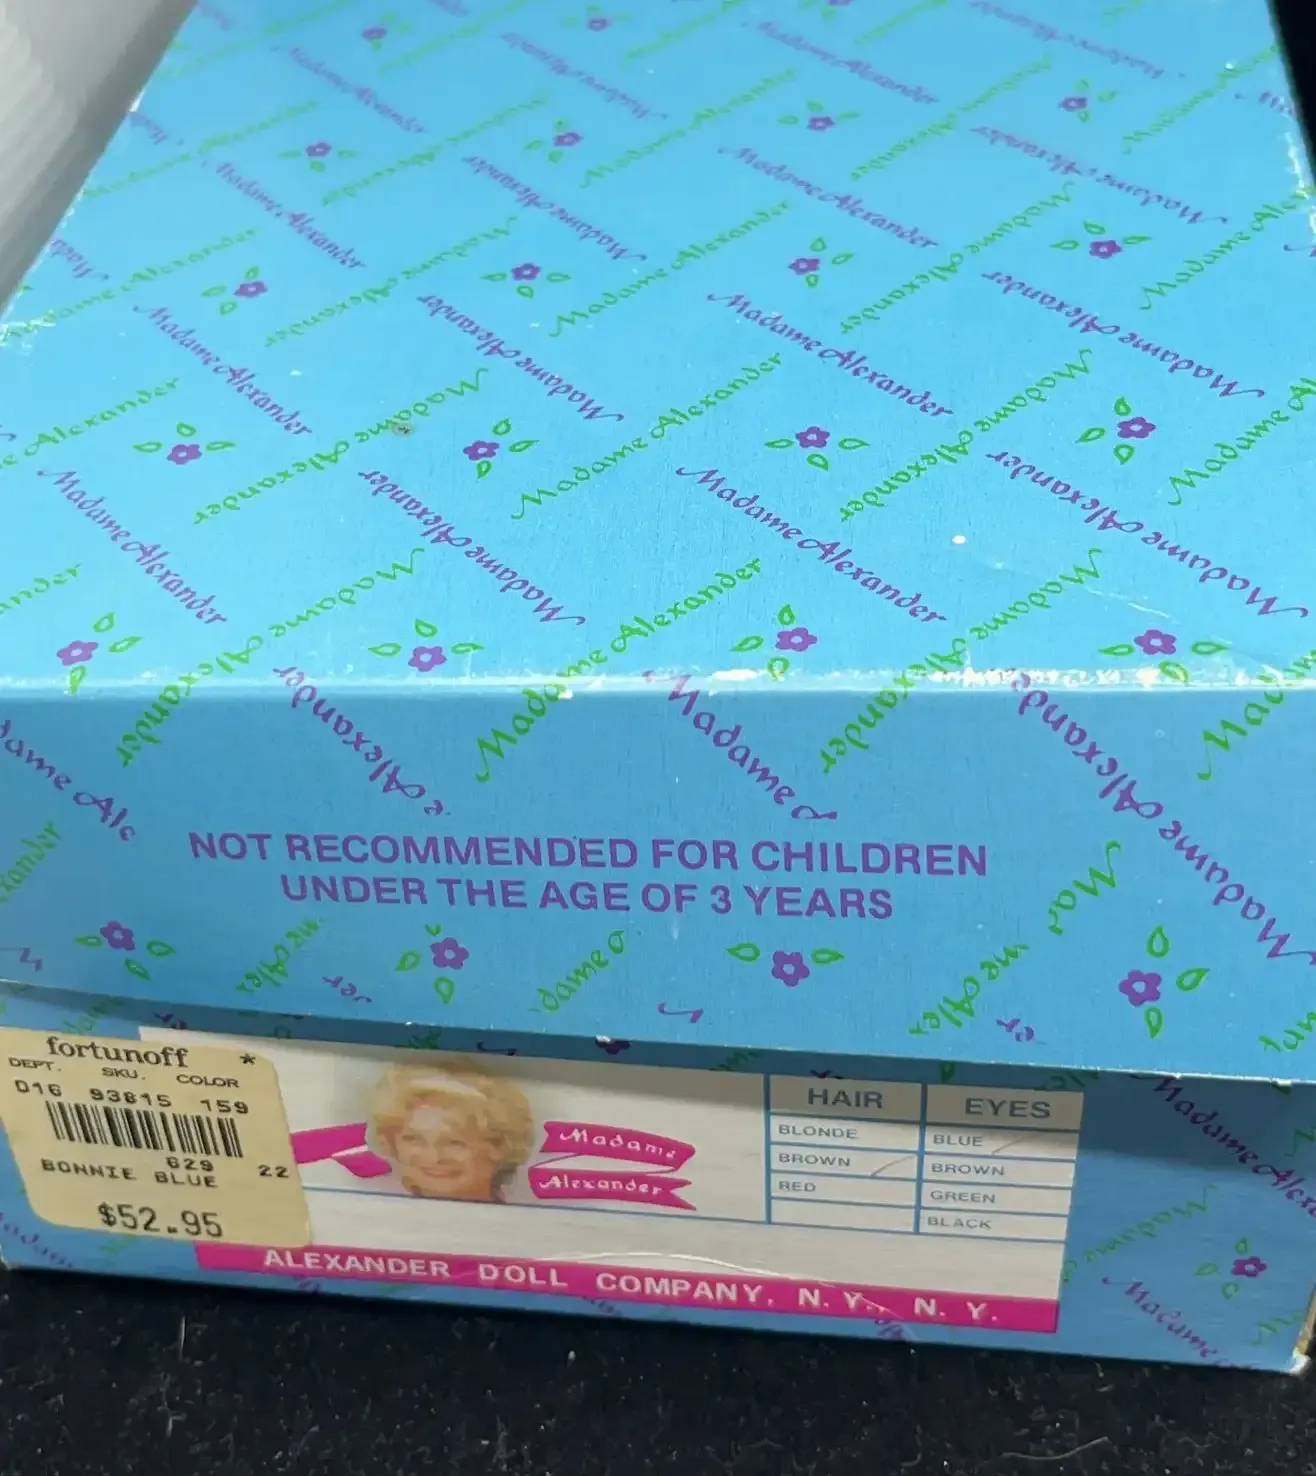 Madame Alexander
NOT RECOMMENDED FOR CHILDREN
UNDER THE AGE OF 3 YEARS
fortunoff *
DEPT. SKU. COLOR
D16 93815 159
629 22
BONNIE BLUE
$52.95
Madame
Alexander
HAIR EYES
BLONDE BLUE
BROWN BROWN
RED GREEN
BLACK
ALEXANDER DOLL COMPANY, N. Y., N. Y.